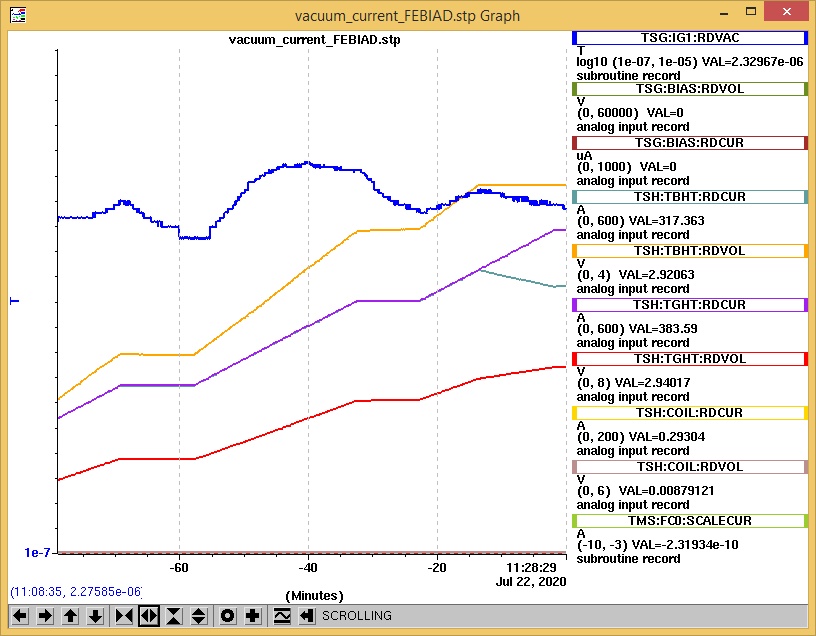 vacuum_current_FEBIAD.stp Graph
vacuum_current_FEBIAD.stp
T
1e-7
-60
-40
-20
11:28:29
Jul 22, 2020
(Minutes)
(11:08:35, 2.27585e-06)
TSG:IG1:RDVAC
T
log10 (1e-07, 1e-05) VAL=2.32967e-06
subroutine record
TSG:BIAS:RDVOL
V
(0, 60000) VAL=0
analog input record
TSG:BIAS:RDCUR
uA
(0, 1000) VAL=0
analog input record
TSH:TBHT:RDCUR
A
(0, 600) VAL=317.363
analog input record
TSH:TBHT:RDVOL
V
(0, 4) VAL=2.92063
analog input record
TSH:TGHT:RDCUR
A
(0, 600) VAL=383.59
analog input record
TSH:TGHT:RDVOL
V
(0, 8) VAL=2.94017
analog input record
TSH:COIL:RDCUR
A
(0, 200) VAL=0.29304
analog input record
TSH:COIL:RDVOL
V
(0, 6) VAL=0.00879121
analog input record
TMS:FC0:SCALECUR
A
(-10, -3) VAL=-2.31934e-10
subroutine record
SCROLLING